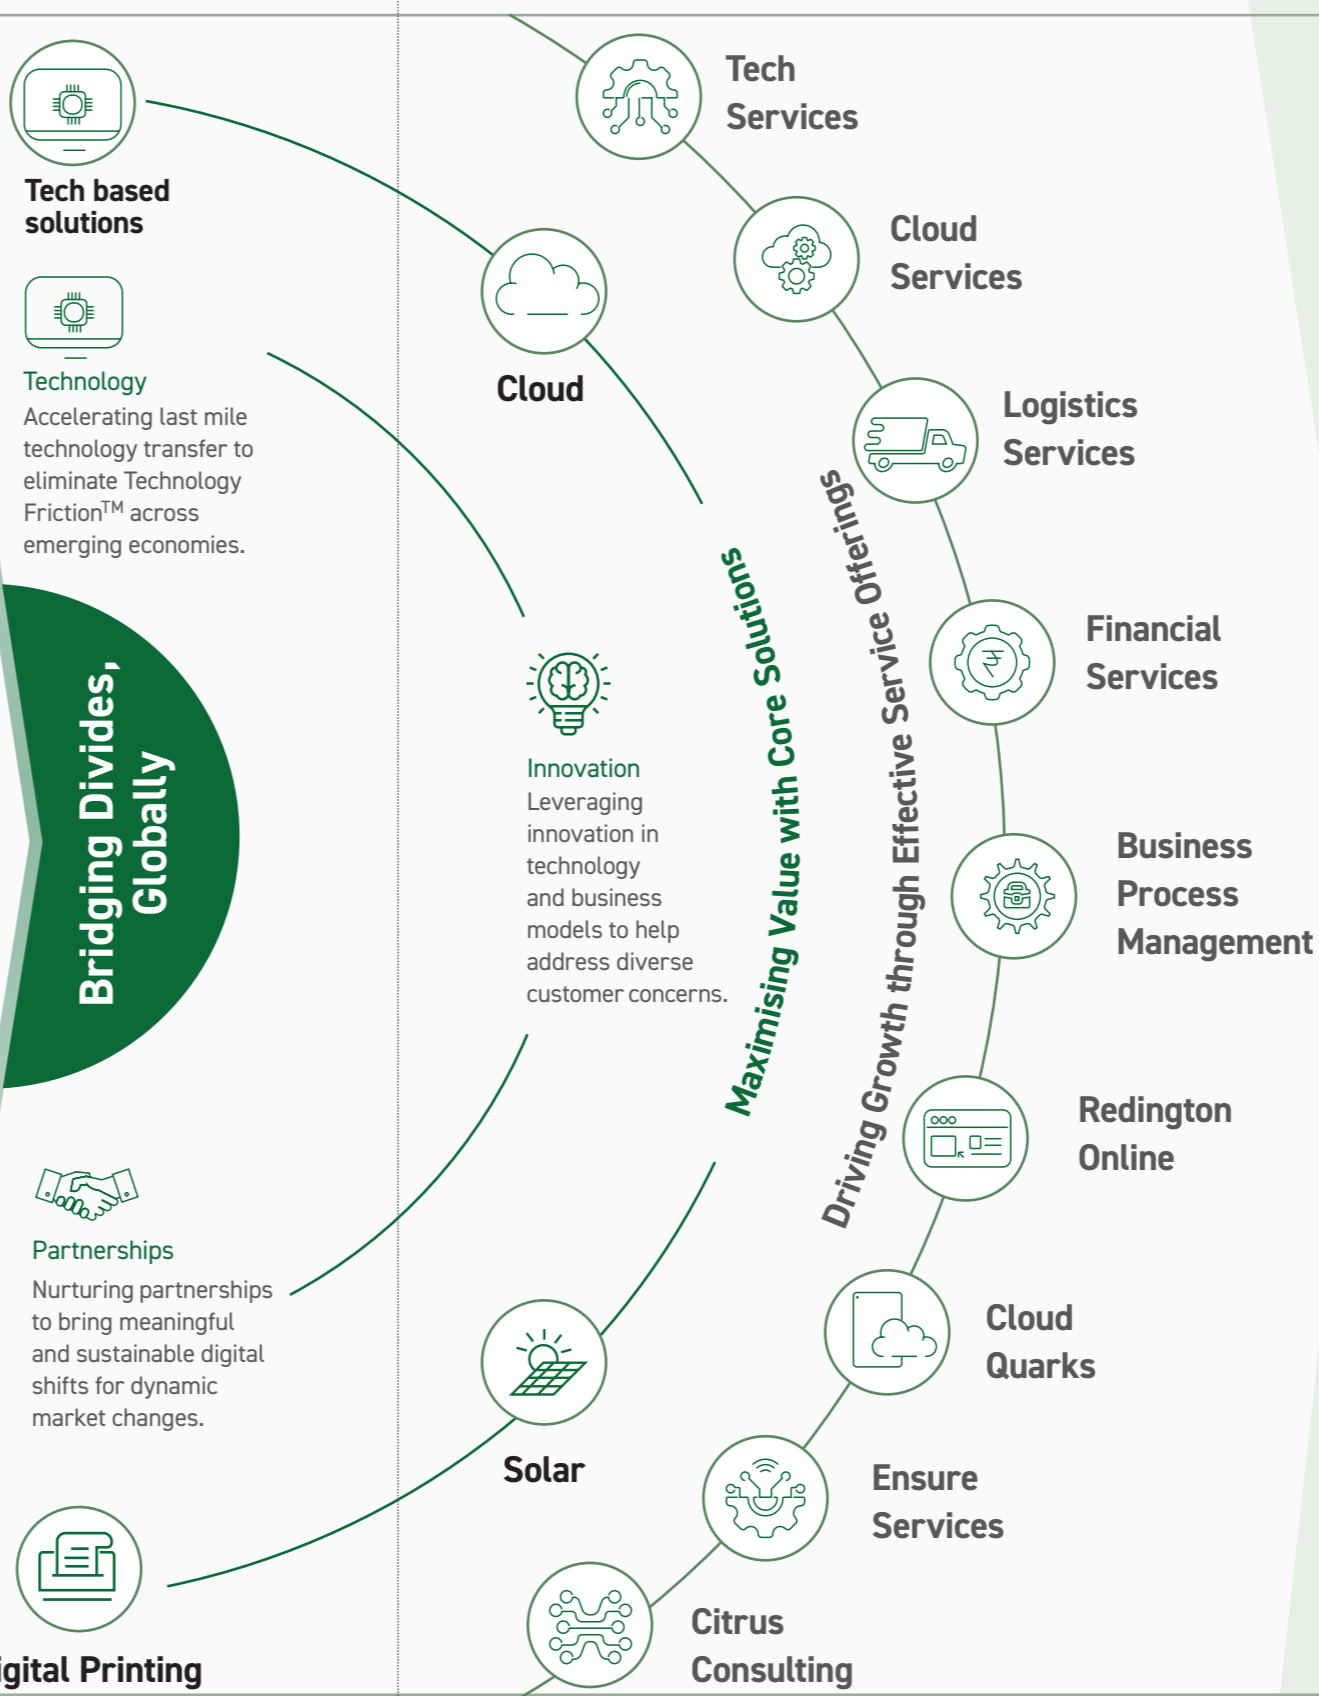 Tech based
solutions
Technology
Accelerating last mile
technology transfer to
eliminate Technology
Friction™ across
emerging economies.
Bridging Divides,
Globally
Partnerships
Nurturing partnerships
to bring meaningful
and sustainable digital
shifts for dynamic
market changes.
igital Printing
Cloud
Innovation
Leveraging
innovation in
technology
and business
models to help
address diverse
customer concerns.
Solar
Maximising Value with Core Solutions
Driving Growth through Effective Service Offerings
Tech
Services
Cloud
Services
Logistics
Services
Financial
Services
Business
Process
Management
Redington
Online
Cloud
Quarks
Ensure
Services
Citrus
Consulting